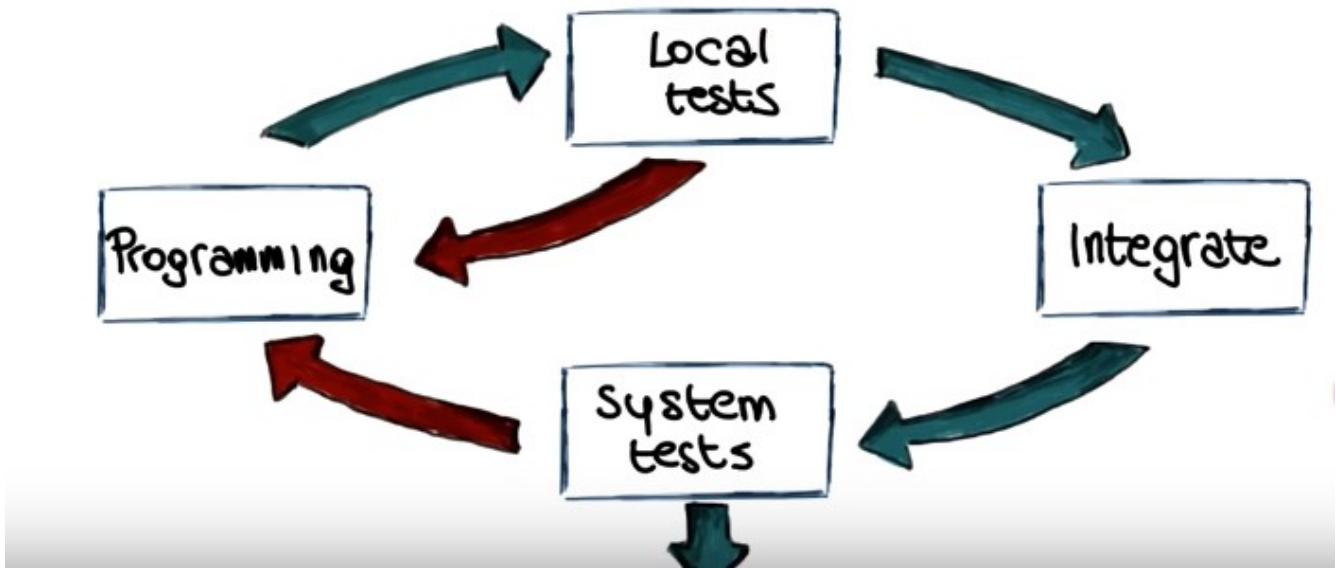 Local
tests
Programming
Integrate
System
tests